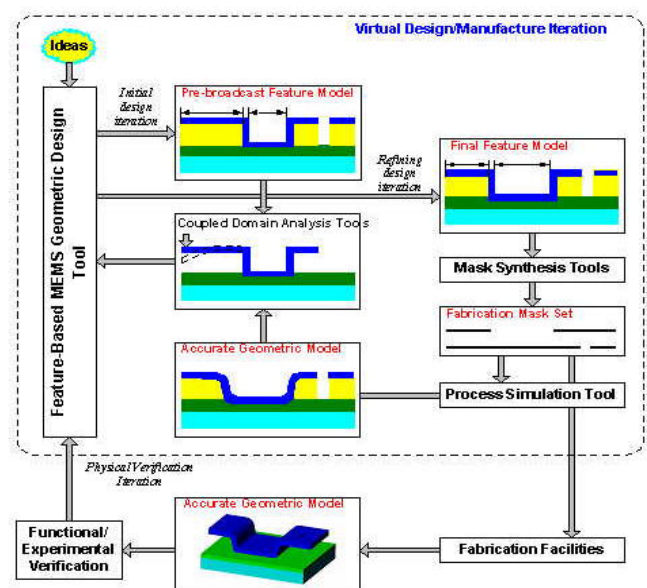 Virtual Design/Manufacture Iteration
Ideas
Initial
design
iteration
Pre-broadcast Feature Model
Final Feature Model
Refining
design
iteration
Feature-Based MEMS Geometric Design
Tool
Coupled Domain Analysis Tools
Mask Synthesis Tools
Fabrication Mask Set
Accurate Geometric Model
Process Simulation Tool
Physical Verification
Iteration
Accurate Geometric Model
Functional/
Experimental
Verification
Fabrication Facilities